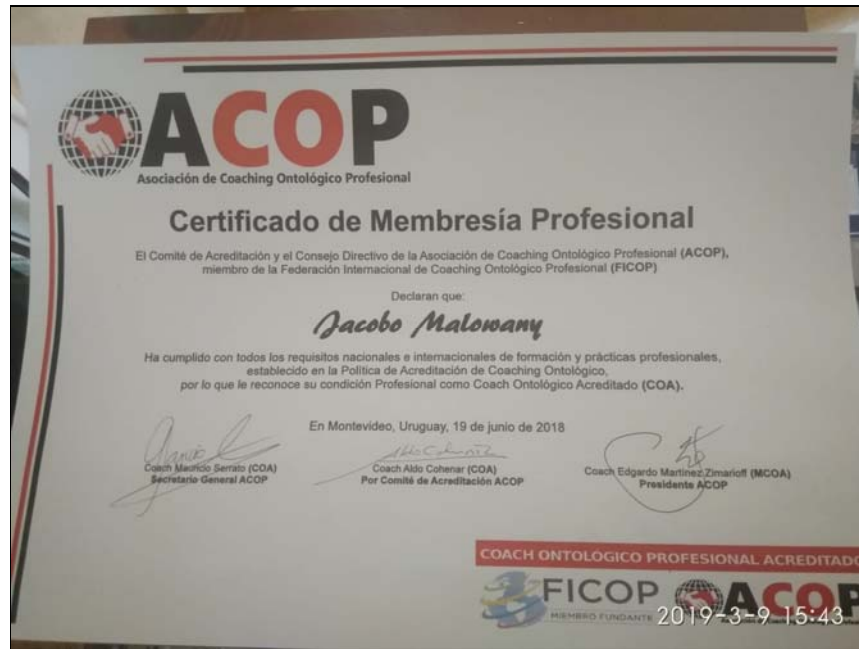 ACOP
Asociación de Coaching Ontológico Profesional
Certificado de Membresía Profesional
El Comité de Acreditación y el Consejo Directivo de la Asociación de Coaching Ontológico Profesional (ACOP),
miembro de la Federación Internacional de Coaching Ontológico Profesional (FICOP)
Declaran que:
Jacobo Malowany
Ha cumplido con todos los requisitos nacionales e internacionales de formación y prácticas profesionales,
establecido en la Política de Acreditación de Coaching Ontológico,
por lo que le reconoce su condición Profesional como Coach Ontológico Acreditado (COA).
En Montevideo, Uruguay, 19 de junio de 2018
Coach Mauricio Serrato (COA)
Secretario General ACOP
Coach Aldo Cohenar (COA)
Por Comité de Acreditación ACOP
Coach Edgardo Martinez Zimarioff (MCOA)
Presidente ACOP
COACH ONTOLOGICO PROFESIONAL ACREDITADO
FICOP
MIEMBRO FUNDANTE
ACOP
2019-3-9 15:43